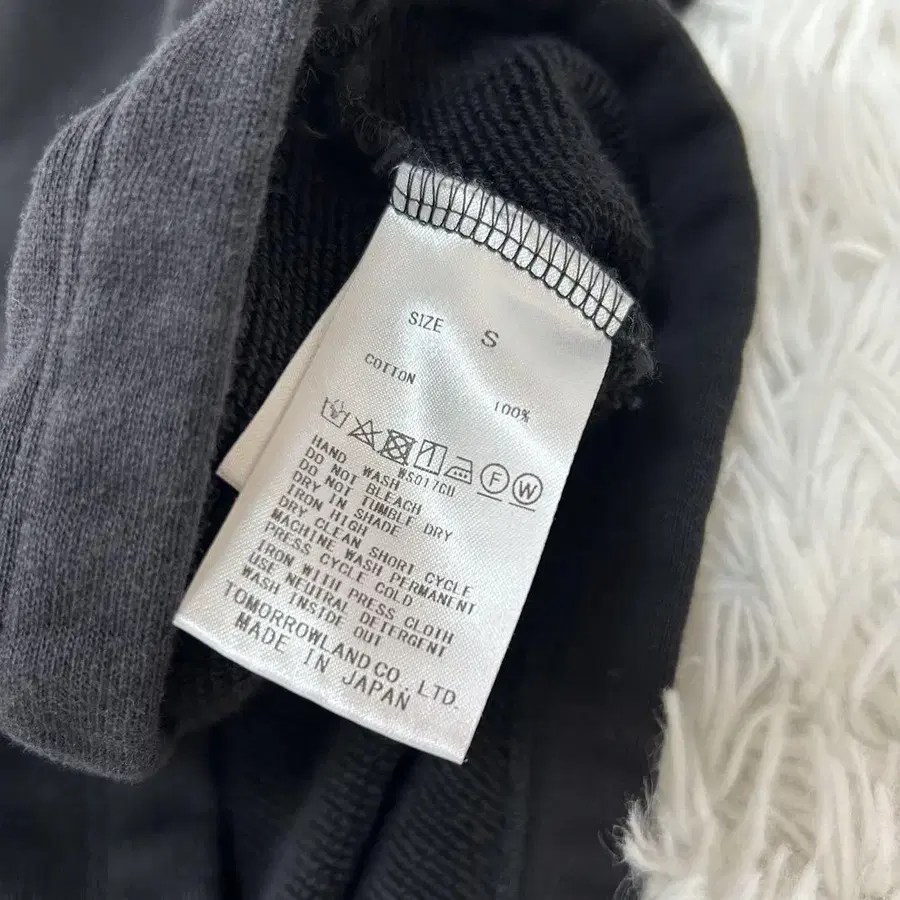 SIZE S
COTTON
100%
F W
WS017CU
HAND WASH
DO NOT BLEACH
DO NOT TUMBLE DRY
DRY IN SHADE
IRON HIGH
DRY CLEAN SHORT CYCLE
MACHINE WASH PERMANENT
PRESS CYCLE COLD
IRON WITH PRESS CLOTH
USE NEUTRAL DETERGENT
WASH INSIDE OUT
TOMORROWLAND CO., LTD.
MADE IN JAPAN